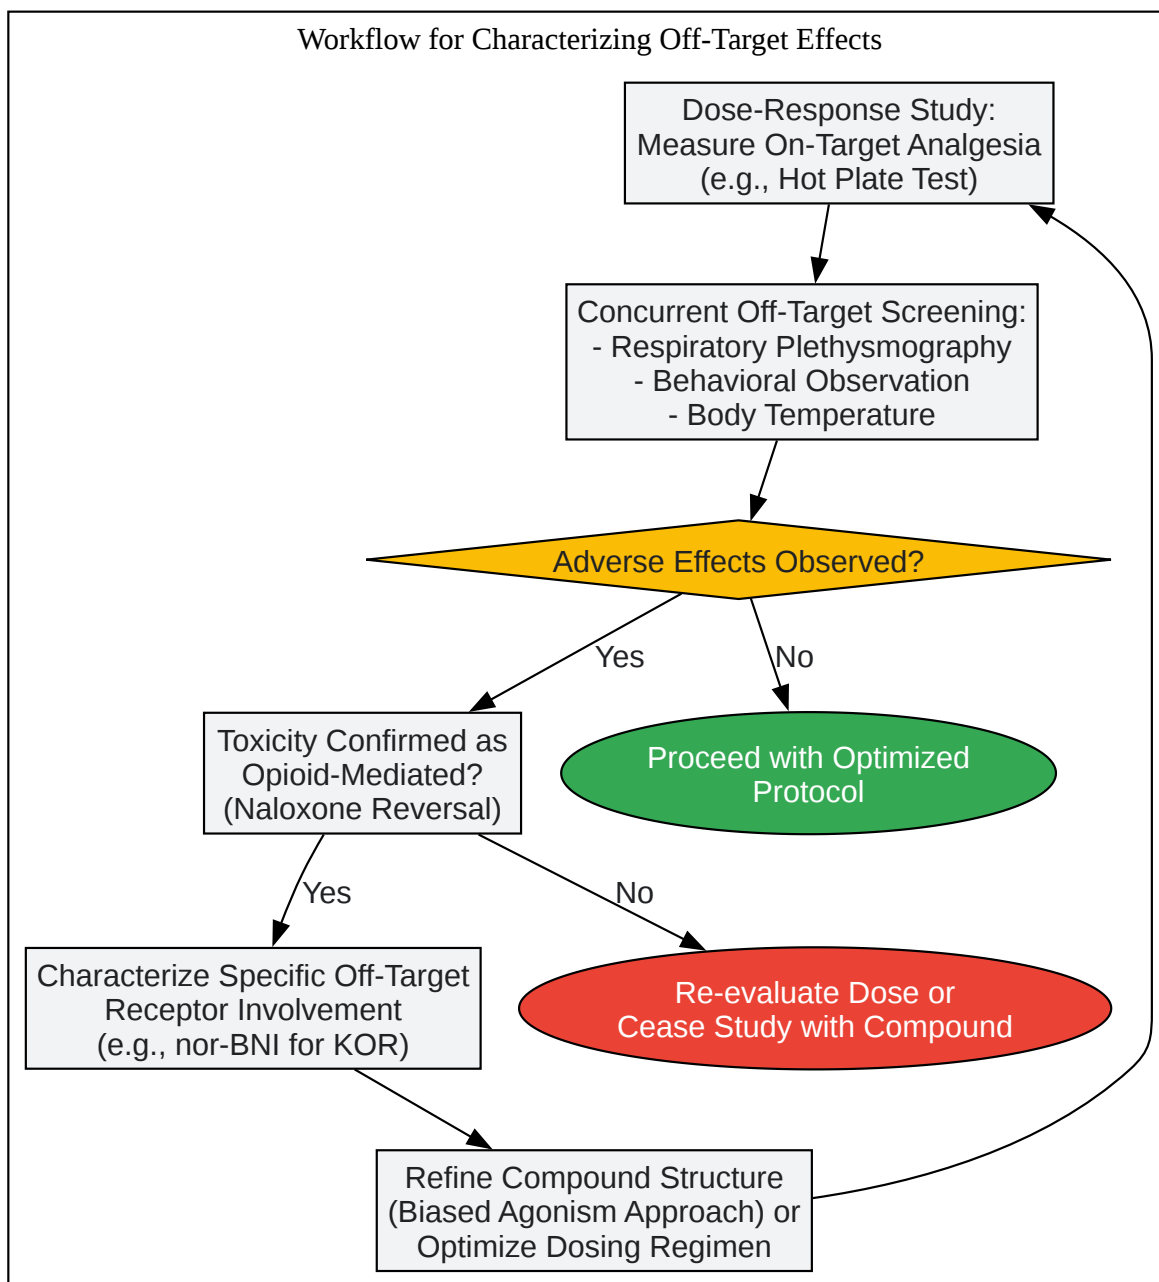 Workflow for Characterizing Off-Target Effects
Dose-Response Study:
Measure On-Target Analgesia
(e.g., Hot Plate Test)
Concurrent Off-Target Screening:
- Respiratory Plethysmography
- Behavioral Observation
- Body Temperature
Adverse Effects Observed?
Yes
No
Toxicity Confirmed as
Opioid-Mediated?
(Naloxone Reversal)
Proceed with Optimized
Protocol
Yes
No
Characterize Specific Off-Target
Receptor Involvement
(e.g., nor-BNI for KOR)
Re-evaluate Dose or
Cease Study with Compound
Refine Compound Structure
(Biased Agonism Approach) or
Optimize Dosing Regimen